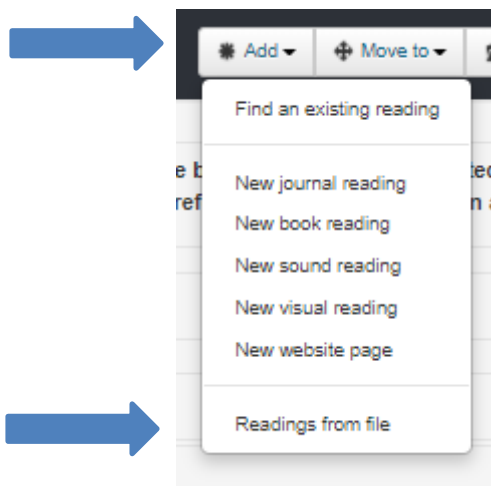 Add
Move to
Find an existing reading
New journal reading
New book reading
New sound reading
New visual reading
New website page
Readings from file